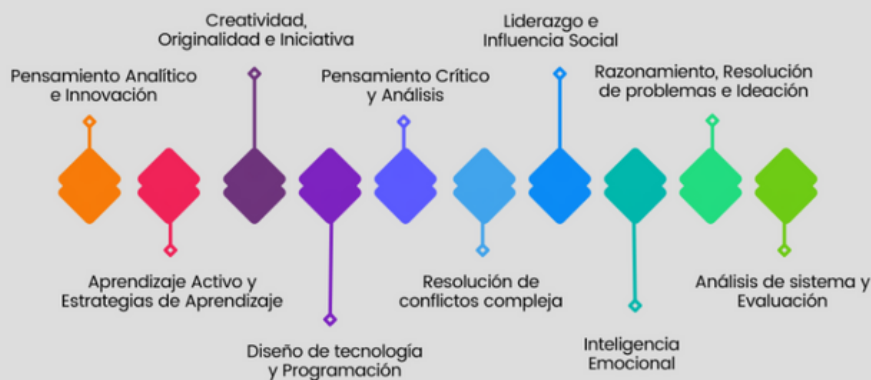 Pensamiento Analítico
e Innovación
Aprendizaje Activo y
Estrategias de Aprendizaje
Creatividad,
Originalidad e Iniciativa
Diseño de tecnología
y Programación
Pensamiento Crítico
y Análisis
Resolución de
conflictos compleja
Liderazgo e
Influencia Social
Inteligencia
Emocional
Razonamiento, Resolución
de problemas e Ideación
Análisis de sistema y
Evaluación